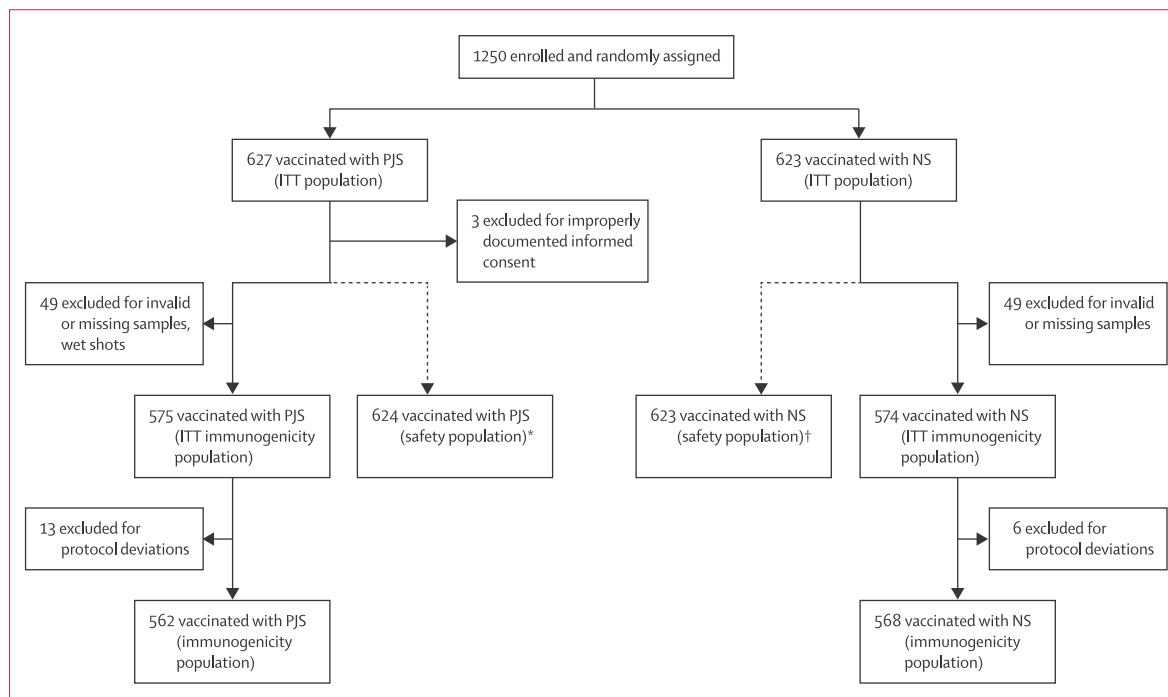 1250 enrolled and randomly assigned
627 vaccinated with PJS
(ITT population)
623 vaccinated with NS
(ITT population)
3 excluded for improperly
documented informed
consent
49 excluded for invalid
or missing samples,
wet shots
49 excluded for invalid
or missing samples
575 vaccinated with PJS
(ITT immunogenicity
population)
624 vaccinated with PJS
(safety population)*
623 vaccinated with NS
(safety population)†
574 vaccinated with NS
(ITT immunogenicity
population)
13 excluded for
protocol deviations
6 excluded for
protocol deviations
562 vaccinated with PJS
(immunogenicity
population)
568 vaccinated with NS
(immunogenicity
population)